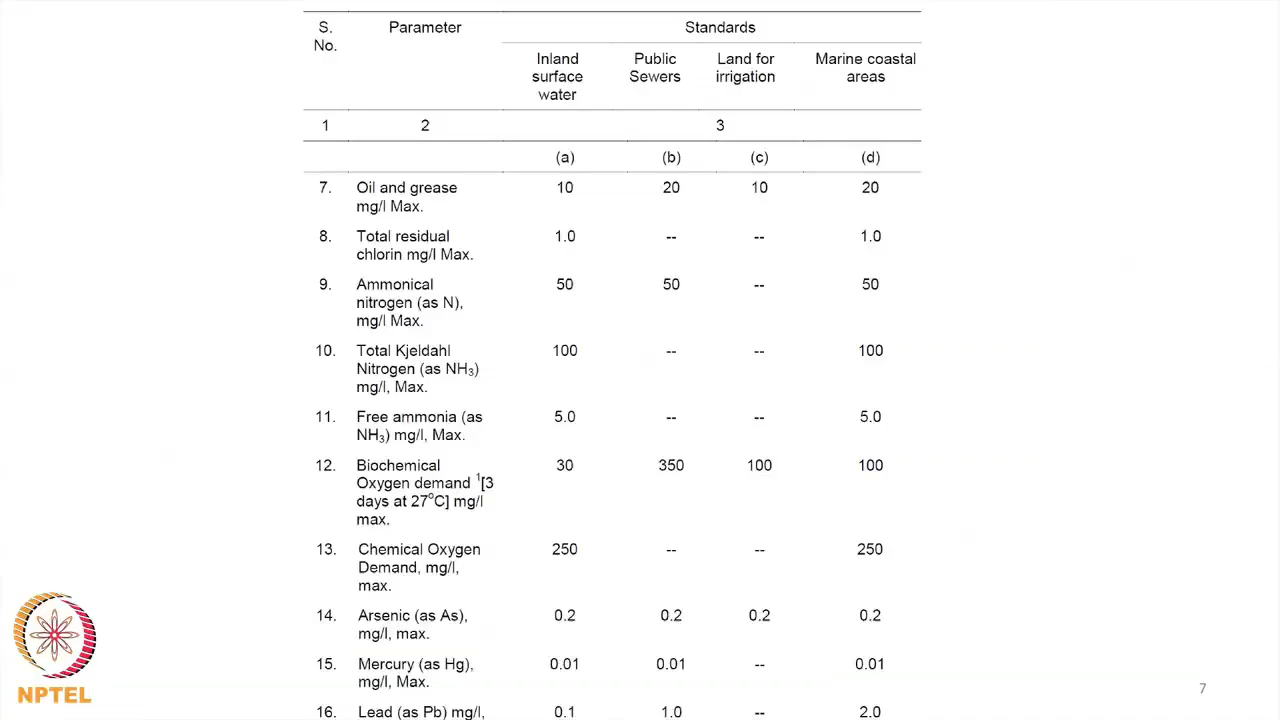 S. Parameter Standards
No.
Inland Public Land for Marine coastal
surface Sewers irrigation areas
water
1 2 3
(a) (b) (c) (d)
7. Oil and grease 10 20 10 20
mg/l Max.
8. Total residual 1.0 -- -- 1.0
chlorin mg/l Max.
9. Ammonical 50 50 -- 50
nitrogen (as N),
mg/l Max.
10. Total Kjeldahl 100 -- -- 100
Nitrogen (as NH₃)
mg/l, Max.
11. Free ammonia (as 5.0 -- -- 5.0
NH₃) mg/l, Max.
12. Biochemical 30 350 100 100
Oxygen demand ¹[3
days at 27°C] mg/l
max.
13. Chemical Oxygen 250 -- -- 250
Demand, mg/l,
max.
14. Arsenic (as As), 0.2 0.2 0.2 0.2
mg/l, max.
15. Mercury (as Hg), 0.01 0.01 -- 0.01
mg/l, Max.
16. Lead (as Pb) mg/l, 0.1 1.0 -- 2.0
NPTEL
7